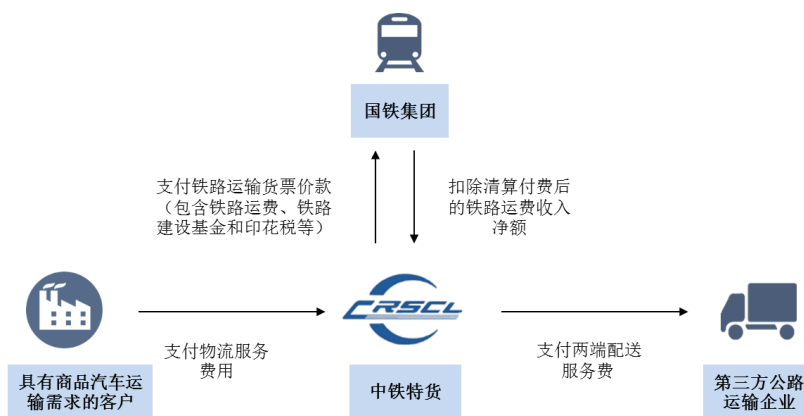 国铁集团
支付铁路运输货票价款
（包含铁路运费、铁路
建设基金和印花税等）
扣除清算付费后
的铁路运费收入
净额
CRSCL
支付物流服务
费用
支付两端配送
服务费
具有商品汽车运
输需求的客户
中铁特货
第三方公路
运输企业